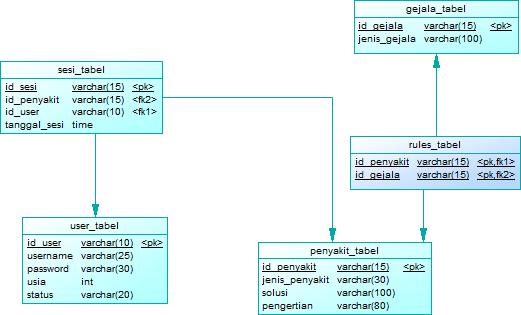 gejala_tabel
id_gejala varchar(15) <pk>
jenis_gejala varchar(100)
sesi_tabel
id_sesi varchar(15) <pk>
id_penyakit varchar(15) <fk2>
id_user varchar(10) <fk1>
tanggal_sesi time
rules_tabel
id_penyakit varchar(15) <pk,fk1>
id_gejala varchar(15) <pk,fk2>
user_tabel
id_user varchar(10) <pk>
username varchar(25)
password varchar(30)
usia int
status varchar(20)
penyakit_tabel
id_penyakit varchar(15) <pk>
jenis_penyakit varchar(30)
solusi varchar(100)
pengertian varchar(80)